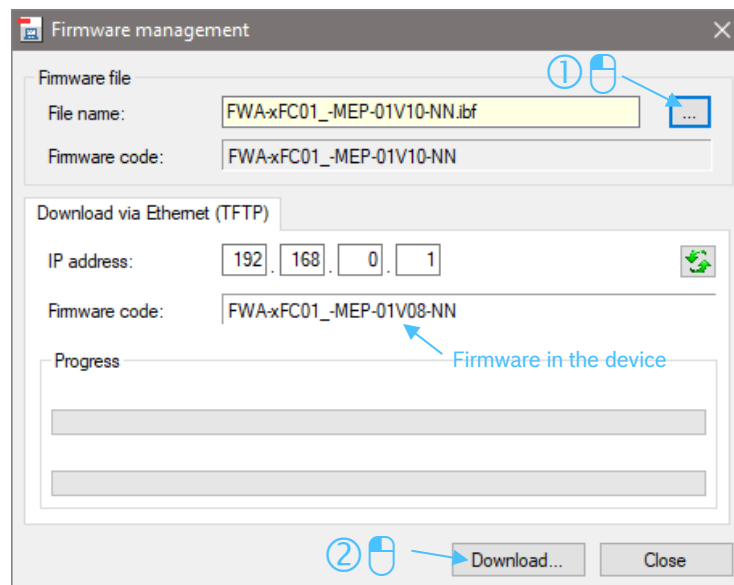 Firmware management
Firmware file
①
File name: FWA-xFC01_-MEP-01V10-NN.ibf ...
Firmware code: FWA-xFC01_-MEP-01V10-NN
Download via Ethernet (TFTP)
IP address: 192 . 168 . 0 . 1
Firmware code: FWA-xFC01_-MEP-01V08-NN
Firmware in the device
Progress
② Download... Close